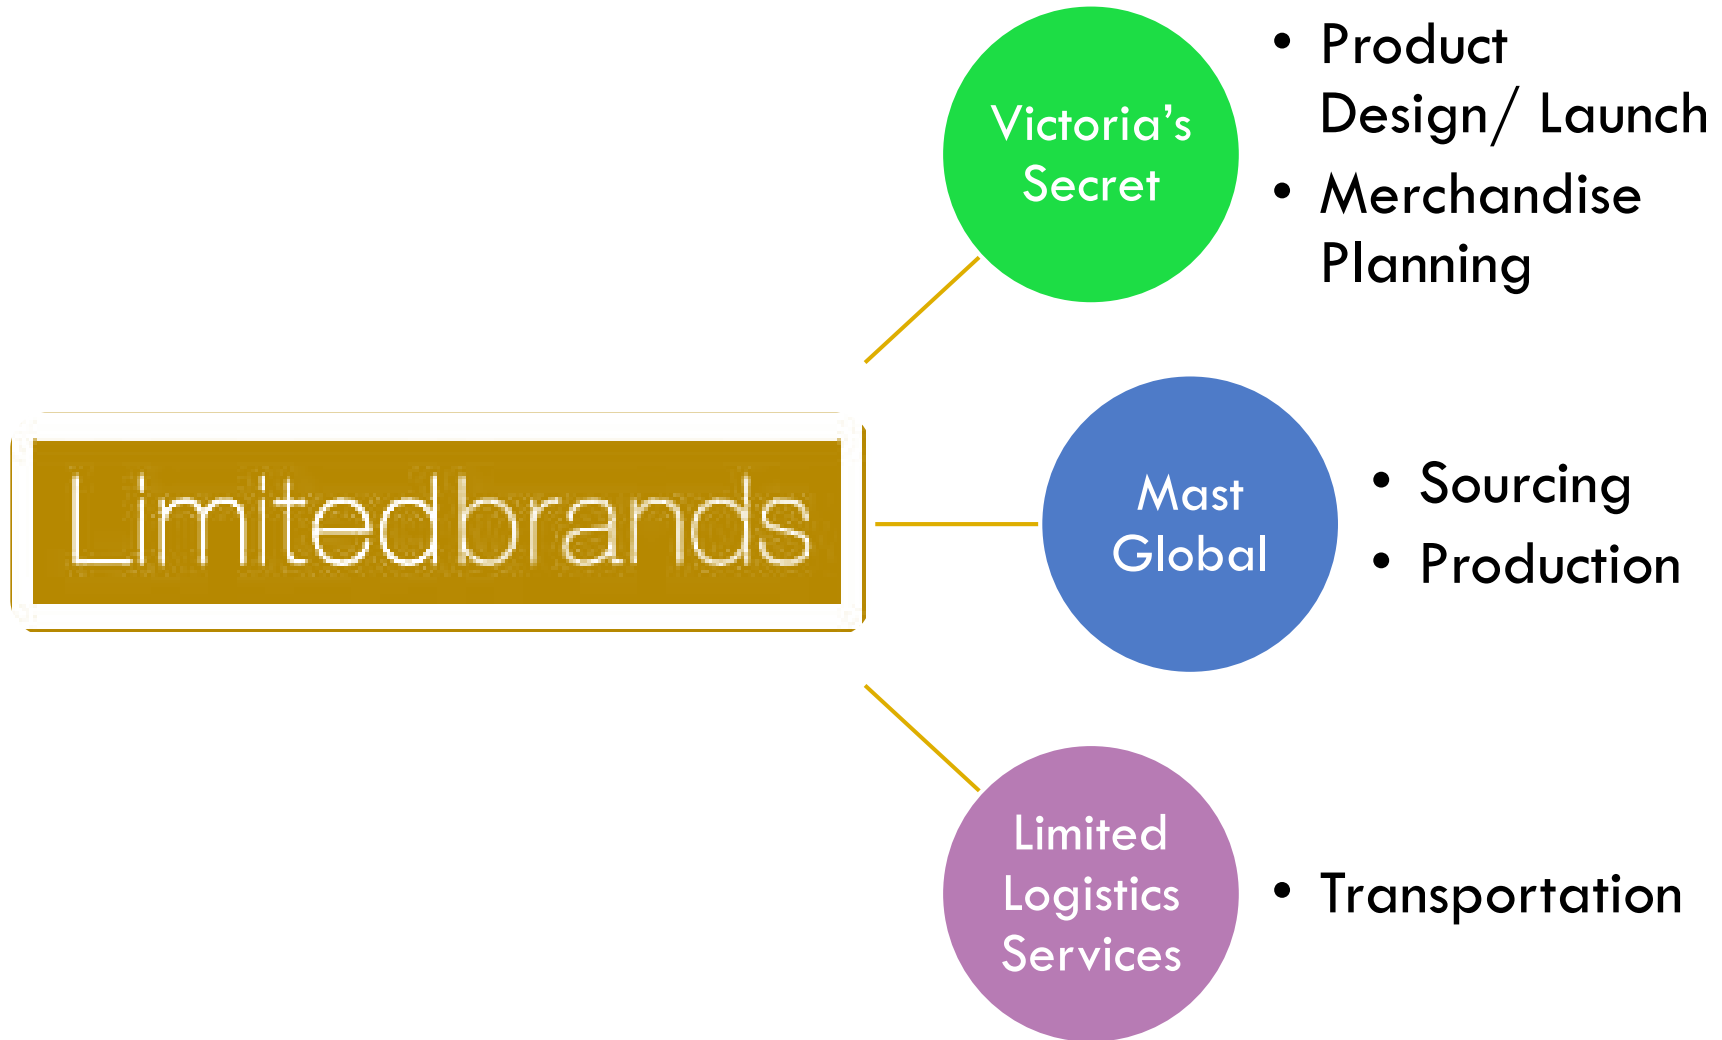 Limitedbrands
Victoria's
Secret
• Product
Design/ Launch
• Merchandise
Planning
Mast
Global
• Sourcing
• Production
Limited
Logistics
Services
• Transportation